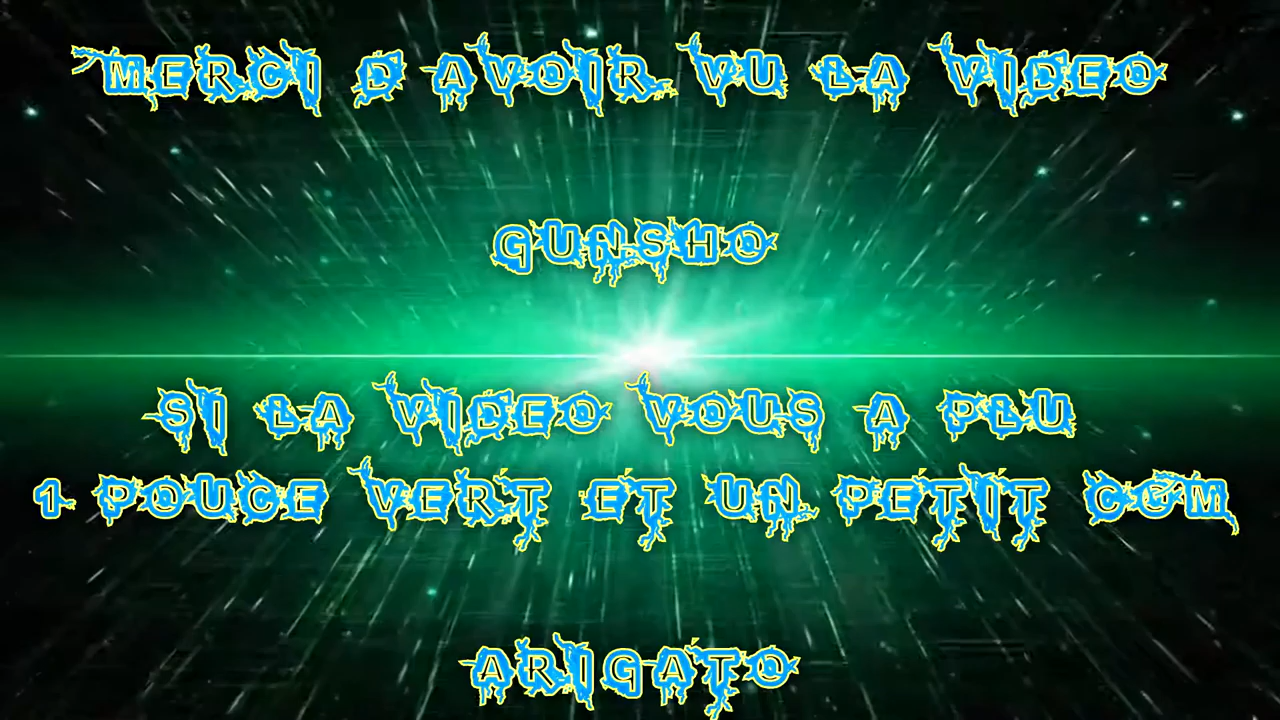 MERCI D AVOIR VU LA VIDEO
GUNSHO
SI LA VIDEO VOUS A PLU
1 POUCE VERT ET UN PETIT COM
ARIGATO